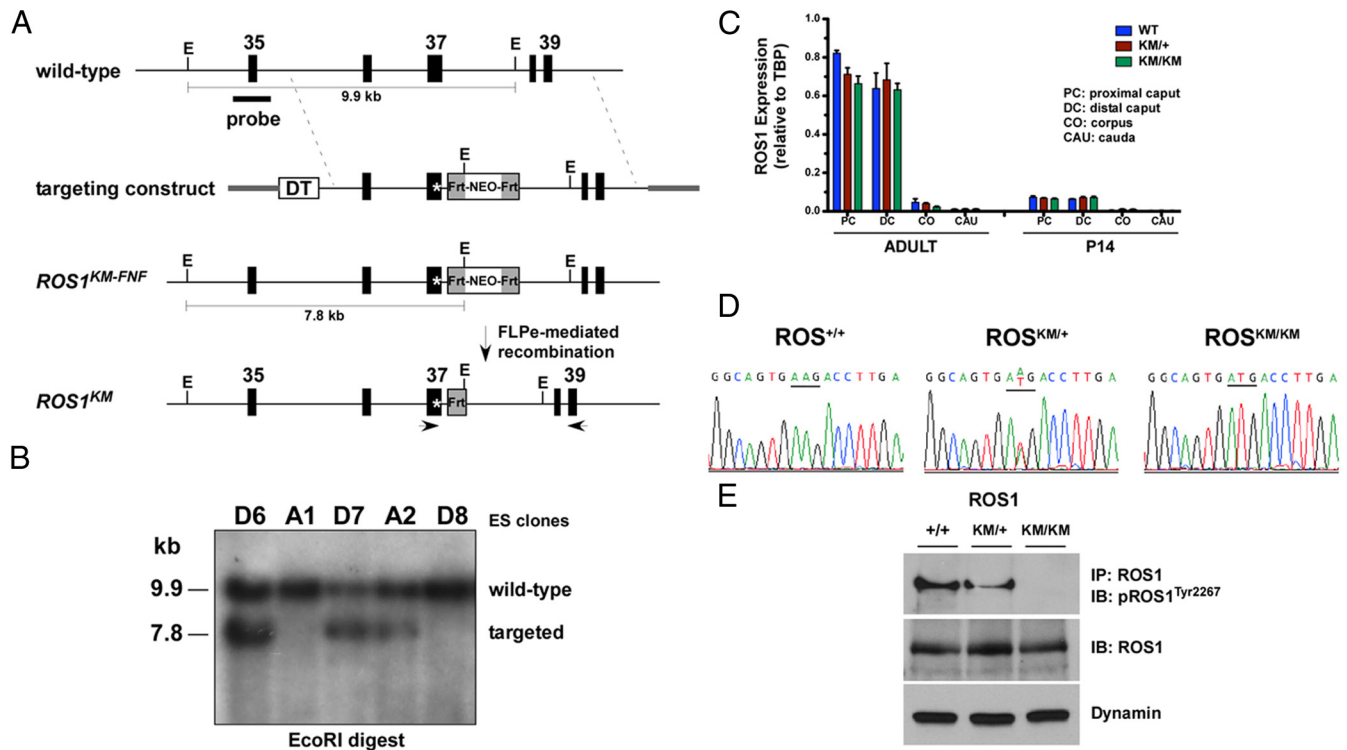 A
E
35
37
E
39
wild-type
9.9 kb
probe
E
E
targeting construct
DT
*
Frt-NEO-Frt
E
E
ROS1KM-FNF
*
Frt-NEO-Frt
7.8 kb
FLPe-mediated
recombination
E
35
37
E
E
39
ROS1KM
*
Frt
B
D6 A1 D7 A2 D8 ES clones
kb
9.9 wild-type
7.8 targeted
EcoRI digest
C
ROS1 Expression
(relative to TBP)
1.0
0.8
0.6
0.4
0.2
0.0
WT
KM/+
KM/KM
PC: proximal caput
DC: distal caput
CO: corpus
CAU: cauda
PC DC CO CAU PC DC CO CAU
ADULT P14
D
ROS+/+ ROSKM/+ ROSKM/KM
G G C A G T G A A G A C C T T G A
G G C A G T G A A G A C C T T G A
T
G G C A G T G A T G A C C T T G A
E
ROS1
+/+ KM/+ KM/KM
IP: ROS1
IB: pROS1Tyr2267
IB: ROS1
Dynamin